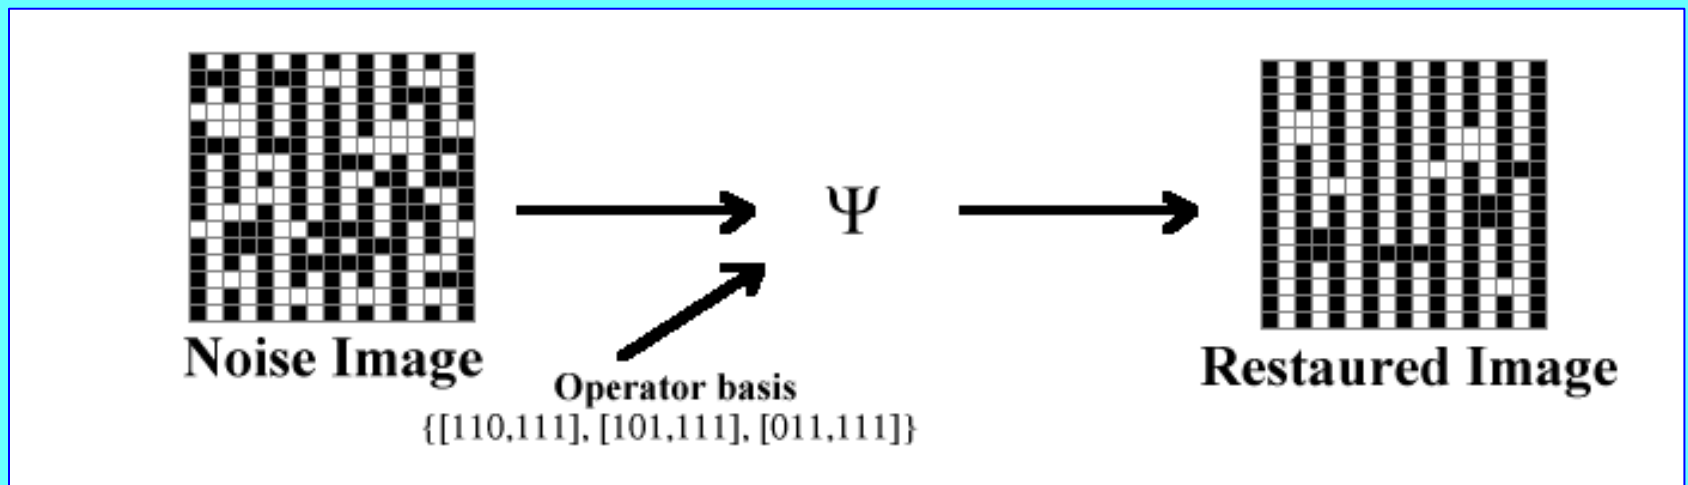 Ψ
Noise Image
Restaured Image
Operator basis
{[110,111], [101,111], [011,111]}